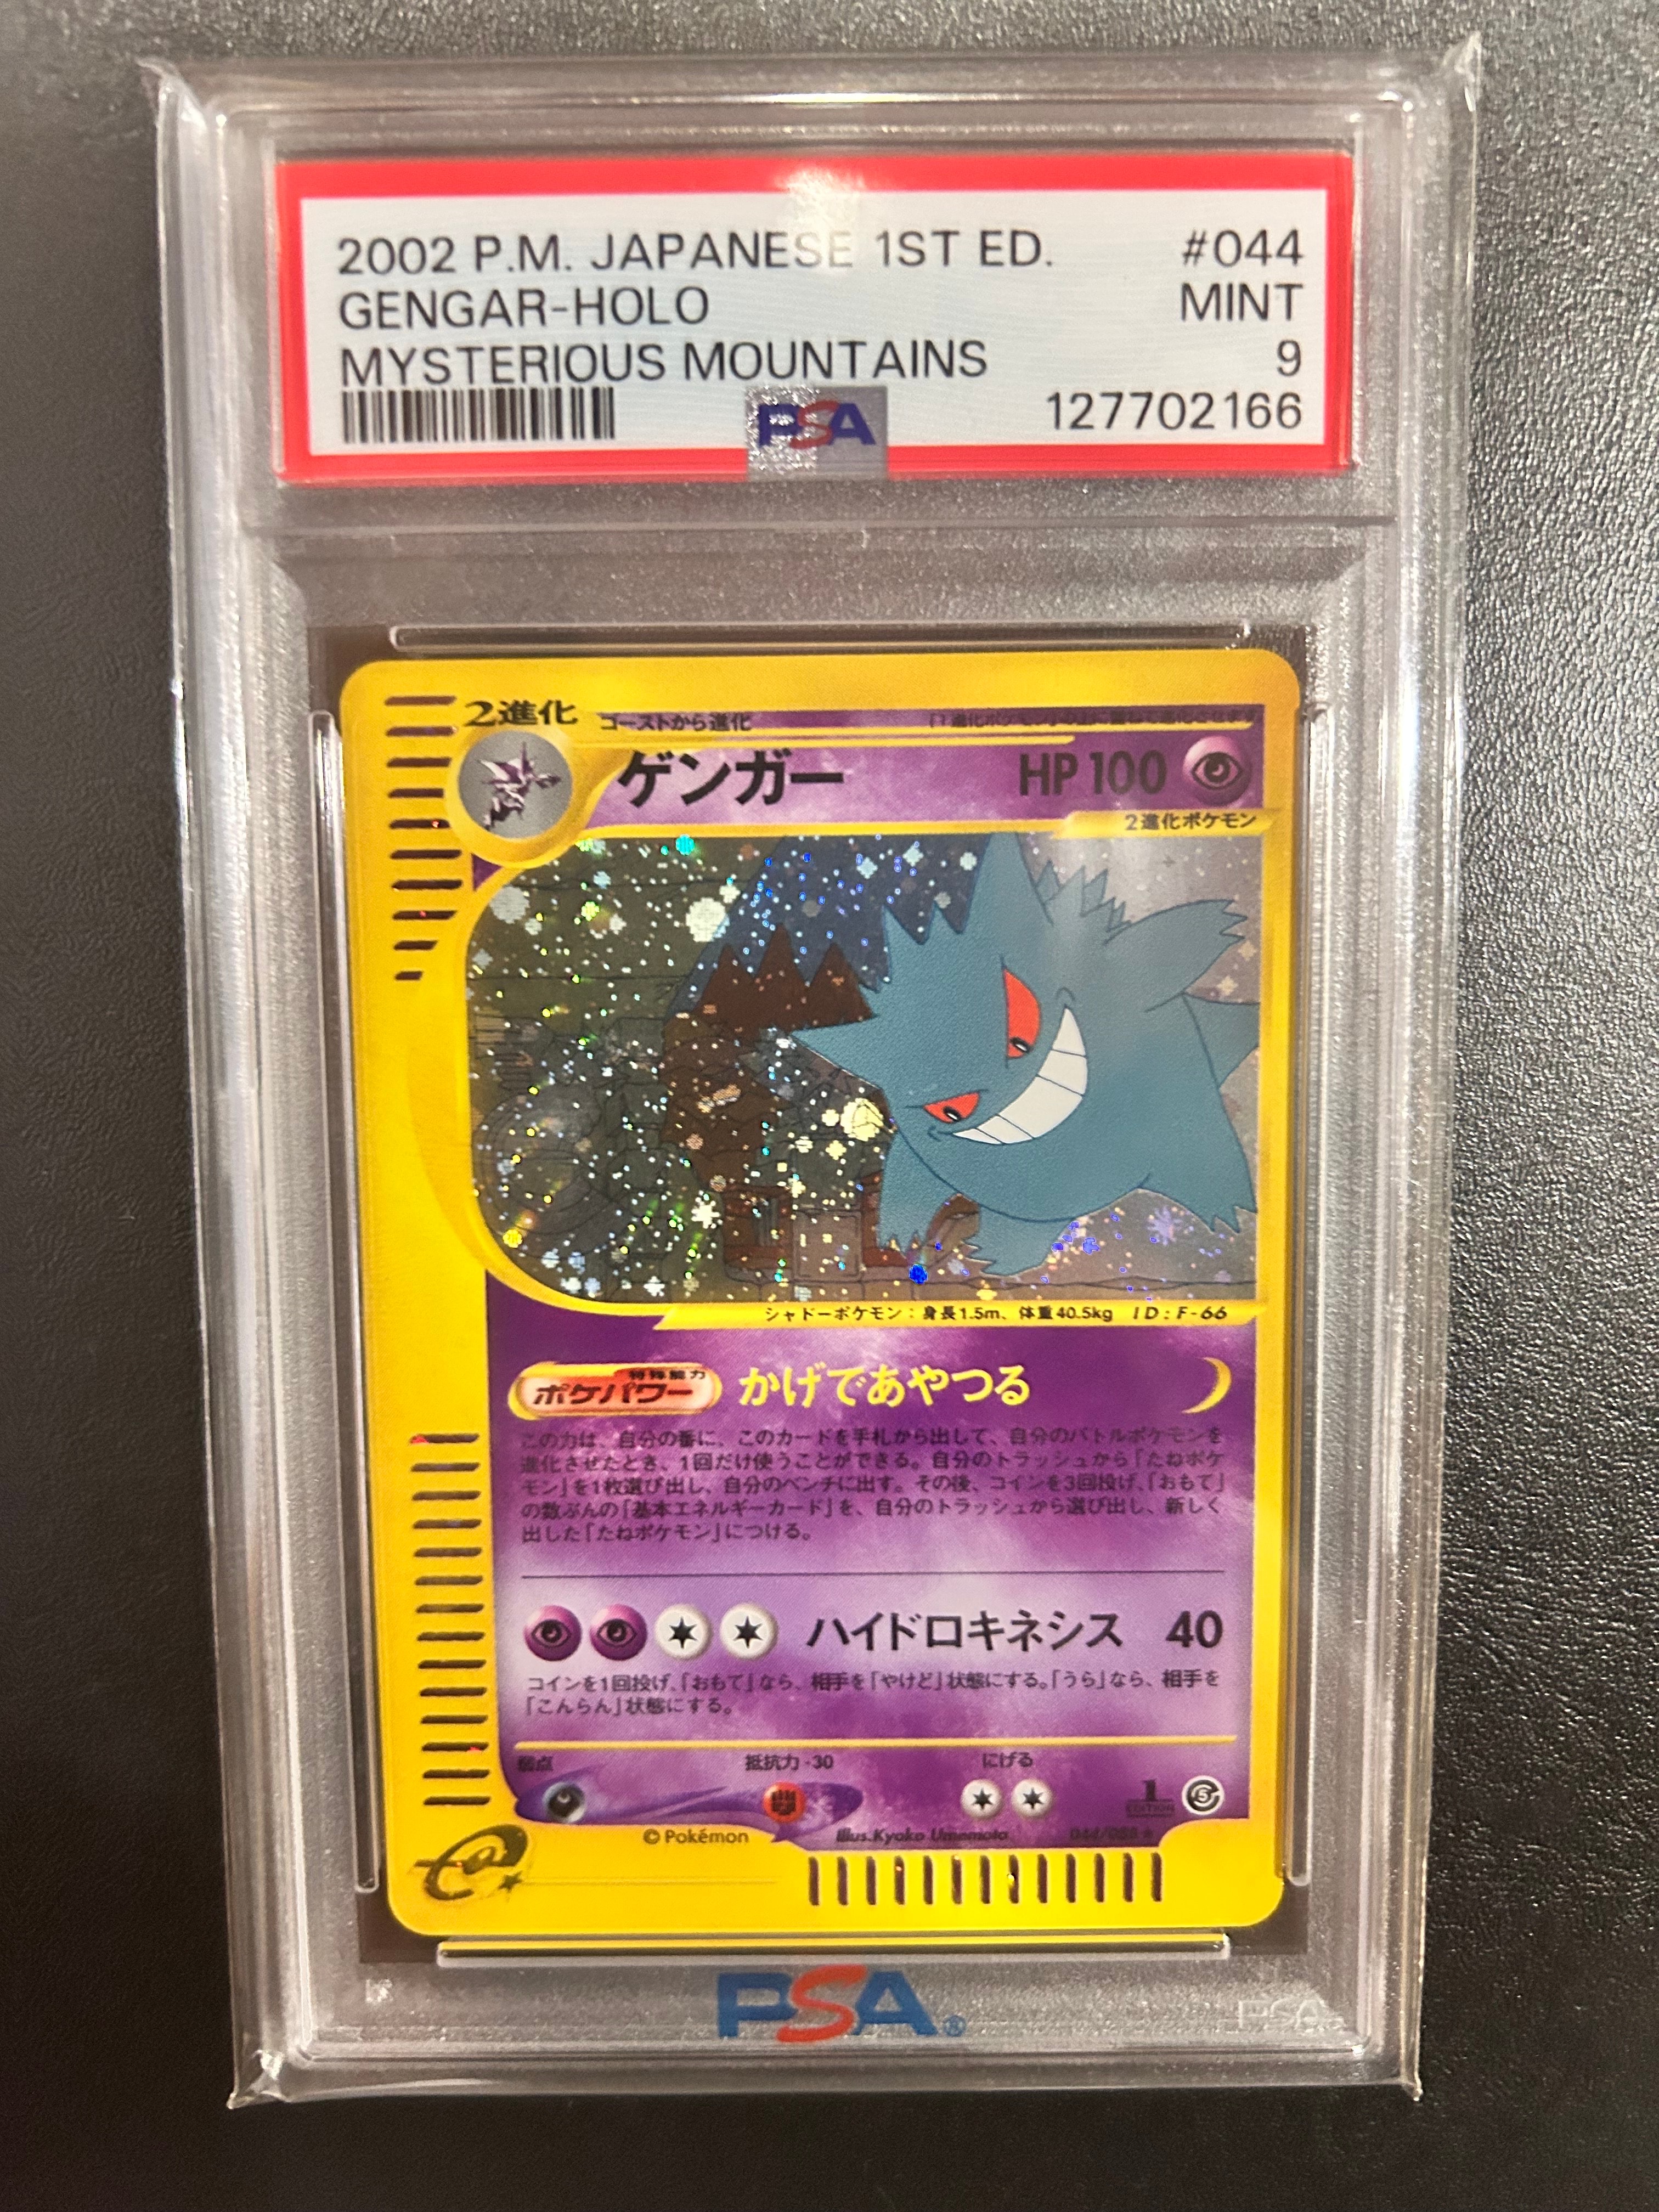 2002 P.M. JAPANESE 1ST ED. #044
GENGAR-HOLO MINT
MYSTERIOUS MOUNTAINS 9
PSA 127702166
2進化 ゴーストから進化
ゲンガー HP 100
2進化ポケモン
シャドーポケモン：身長1.5m、体重40.5kg ID:F-66
特殊能力
ポケパワー かげであやつる
この力は、自分の番に、このカードを手札から出して、自分のバトルポケモンを
進化させたとき、1回だけ使うことができる。自分のトラッシュから「たねポケ
モン」を1枚選び出し、自分のベンチに出す。その後、コインを3回投げ、「おもて」
の数ぶんの「基本エネルギーカード」を、自分のトラッシュから選び出し、新しく
出した「たねポケモン」につける。
ハイドロキネシス 40
コインを1回投げ、「おもて」なら、相手を「やけど」状態にする。「うら」なら、相手を
「こんらん」状態にする。
弱点 抵抗力 -30 にげる
1 EDITION
© Pokémon Illus.Kyoko Umemoto 044/088 ★
e
PSA® PSA